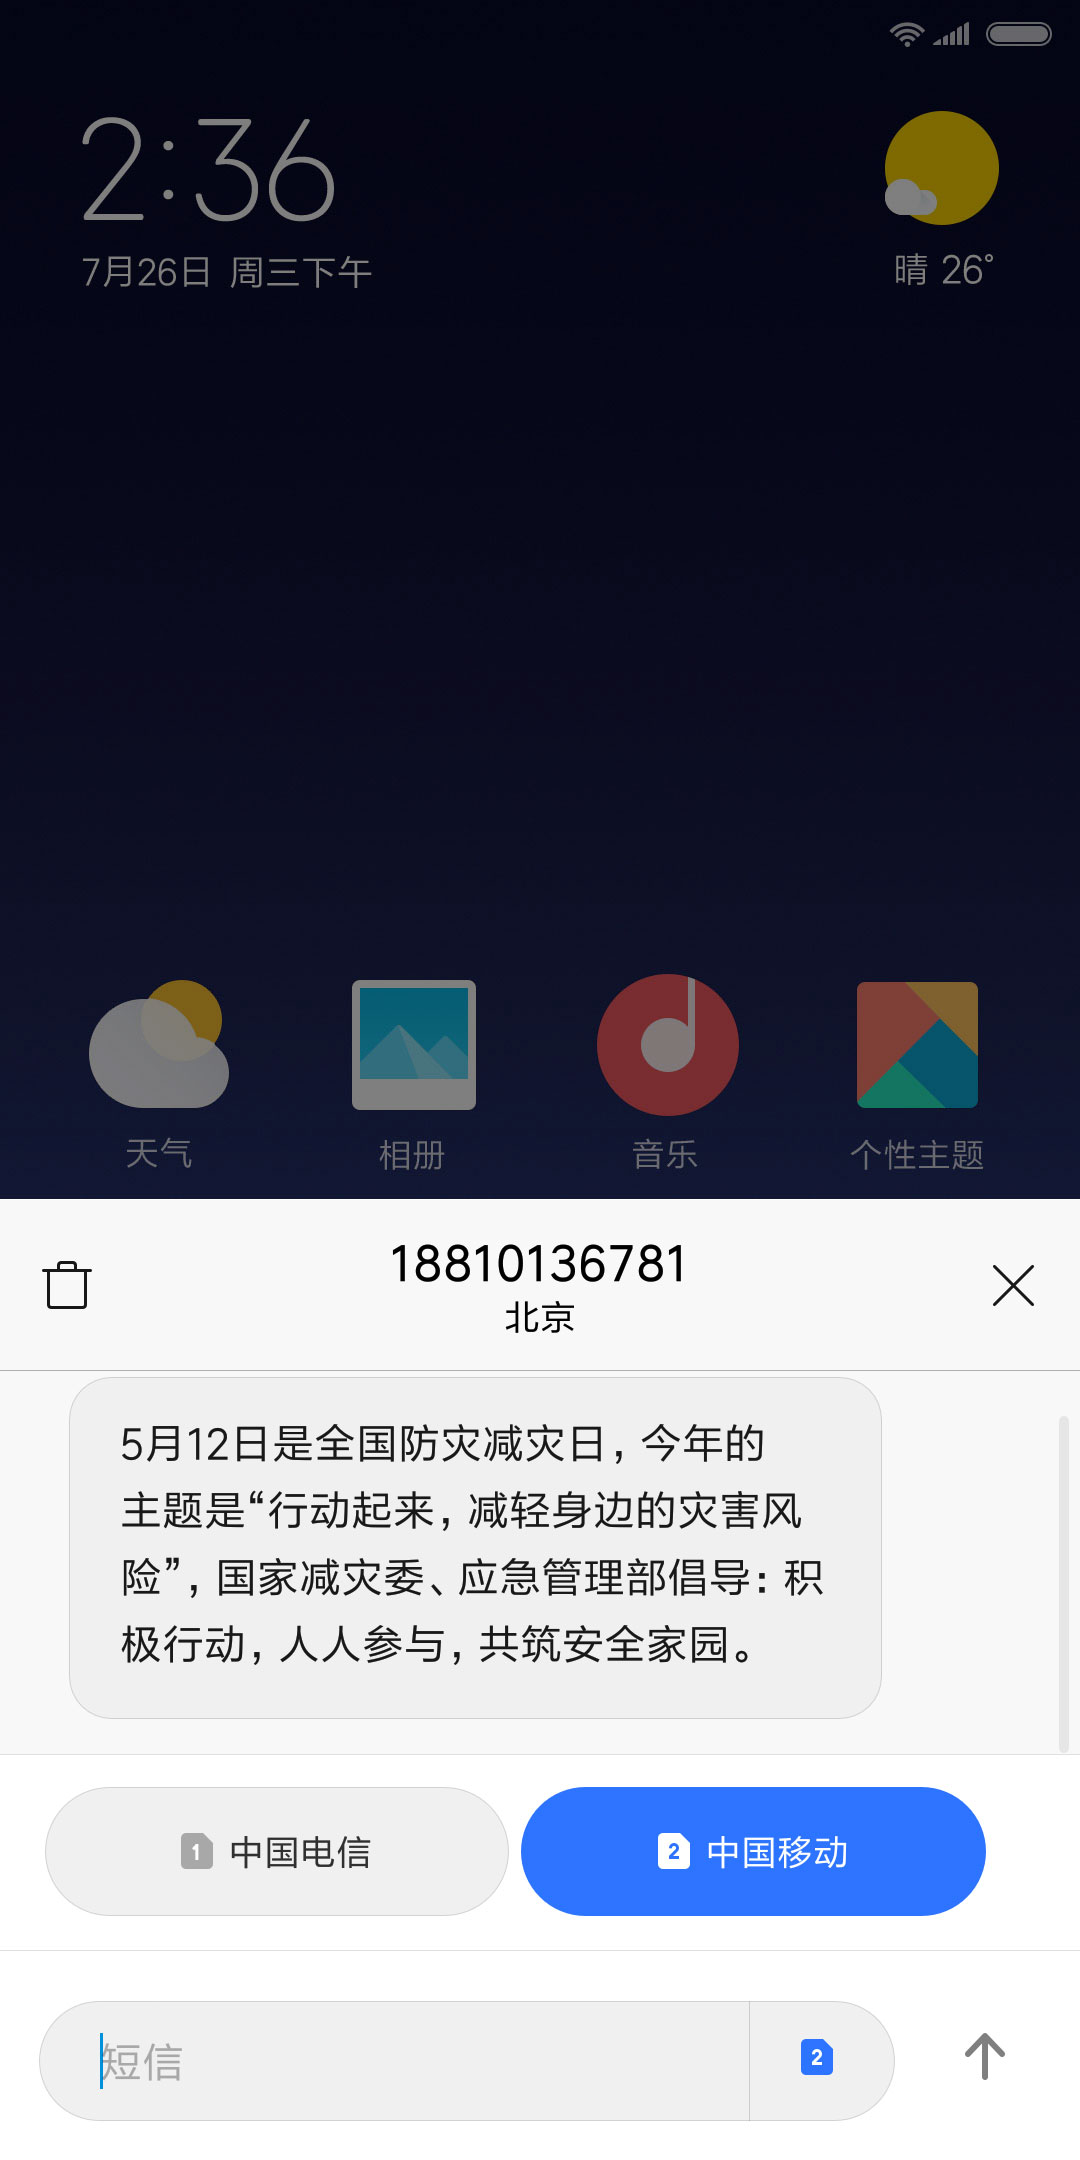 2:36
7月26日 周三下午
晴 26°
天气
相册
音乐
个性主题
18810136781
北京
5月12日是全国防灾减灾日，今年的
主题是“行动起来，减轻身边的灾害风
险”，国家减灾委、应急管理部倡导：积
极行动，人人参与，共筑安全家园。
1 中国电信
2 中国移动
短信
2